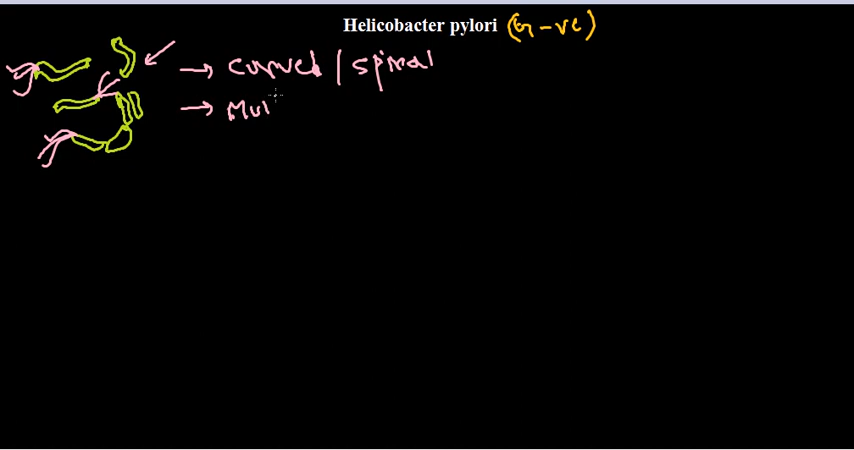 Helicobacter pylori (G-ve)
→ curved / spiral
→ Mul